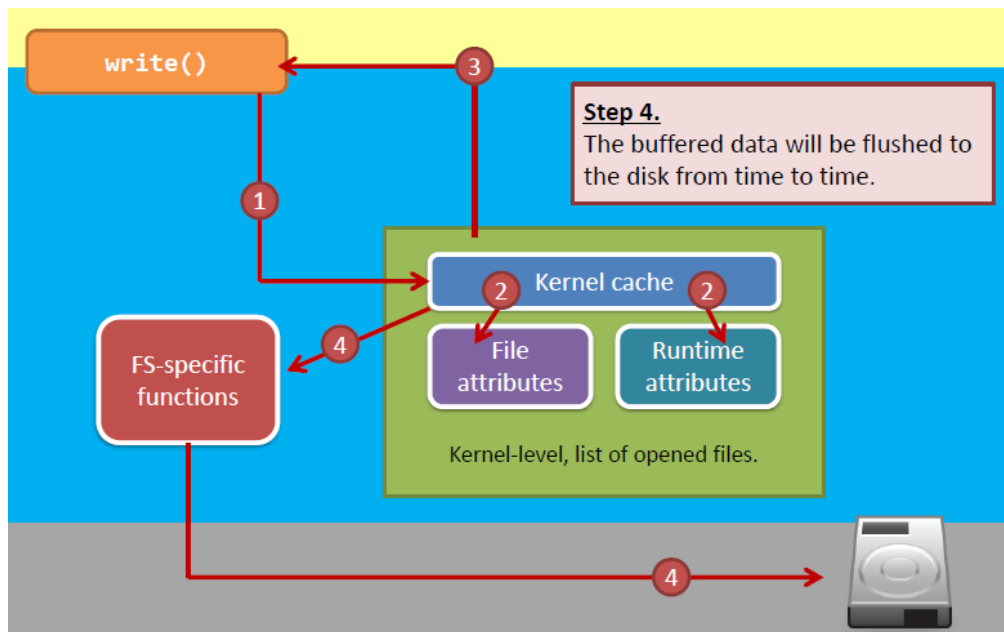 write()
3
Step 4.
The buffered data will be flushed to
the disk from time to time.
1
Kernel cache
2
2
4
File
attributes
Runtime
attributes
FS-specific
functions
Kernel-level, list of opened files.
4